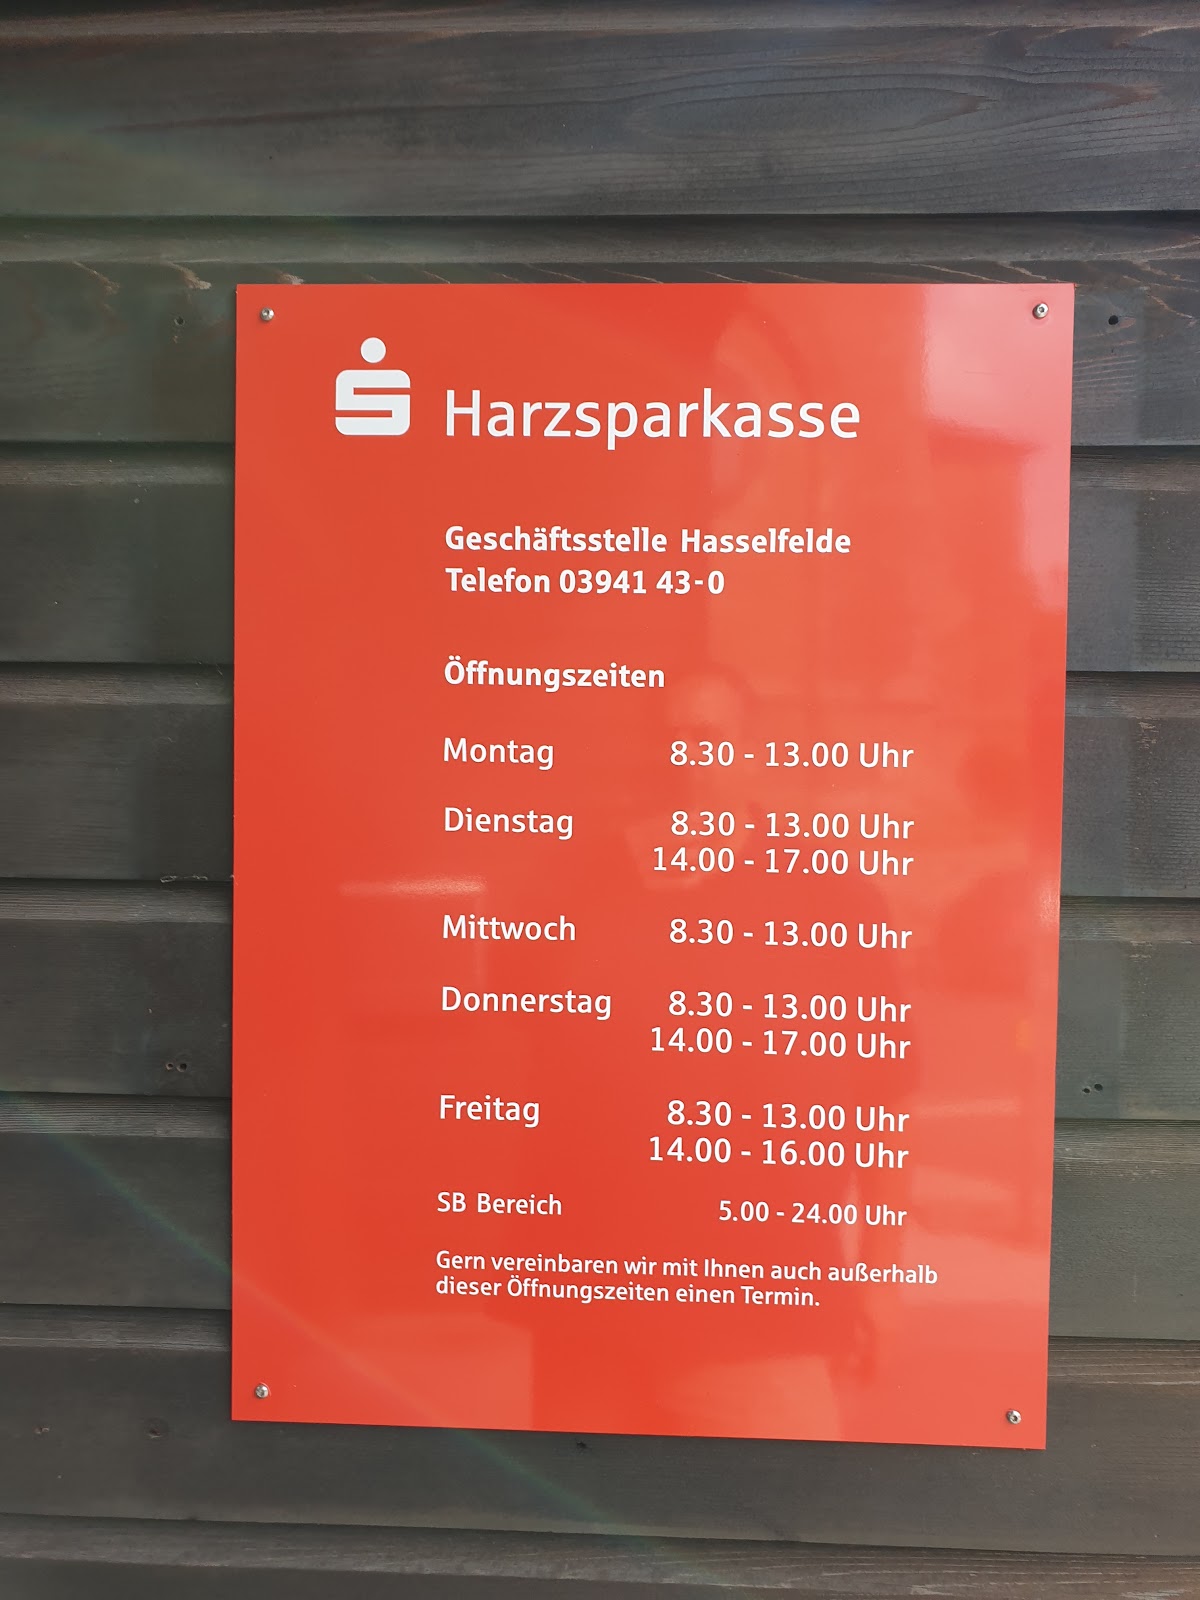 Harzsparkasse
Geschäftsstelle Hasselfelde
Telefon 03941 43-0
Öffnungszeiten
Montag 8.30 - 13.00 Uhr
Dienstag 8.30 - 13.00 Uhr
14.00 - 17.00 Uhr
Mittwoch 8.30 - 13.00 Uhr
Donnerstag 8.30 - 13.00 Uhr
14.00 - 17.00 Uhr
Freitag 8.30 - 13.00 Uhr
14.00 - 16.00 Uhr
SB Bereich 5.00 - 24.00 Uhr
Gern vereinbaren wir mit Ihnen auch außerhalb
dieser Öffnungszeiten einen Termin.